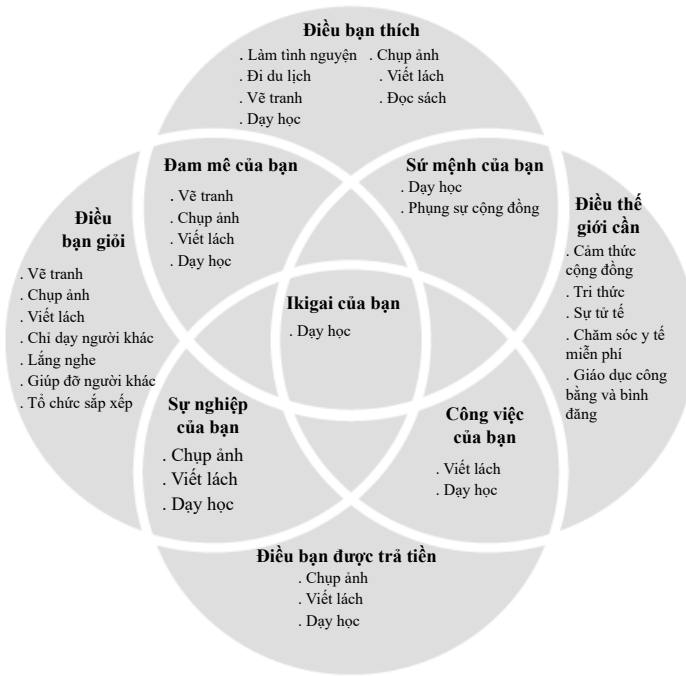 Điều bạn thích
. Làm tình nguyện
. Đi du lịch
. Vẽ tranh
. Dạy học
. Chụp ảnh
. Viết lách
. Đọc sách
Đam mê của bạn
. Vẽ tranh
. Chụp ảnh
. Viết lách
. Dạy học
Sứ mệnh của bạn
. Dạy học
. Phụng sự cộng đồng
Điều
bạn giỏi
. Vẽ tranh
. Chụp ảnh
. Viết lách
. Chỉ dạy người khác
. Lắng nghe
. Giúp đỡ người khác
. Tổ chức sắp xếp
Điều thế
giới cần
. Cảm thức
cộng đồng
. Tri thức
. Sự tử tế
. Chăm sóc y tế
miễn phí
. Giáo dục công
bằng và bình
đăng
Ikigai của bạn
. Dạy học
Sự nghiệp
của bạn
. Chụp ảnh
. Viết lách
. Dạy học
Công việc
của bạn
. Viết lách
. Dạy học
Điều bạn được trả tiền
. Chụp ảnh
. Viết lách
. Dạy học